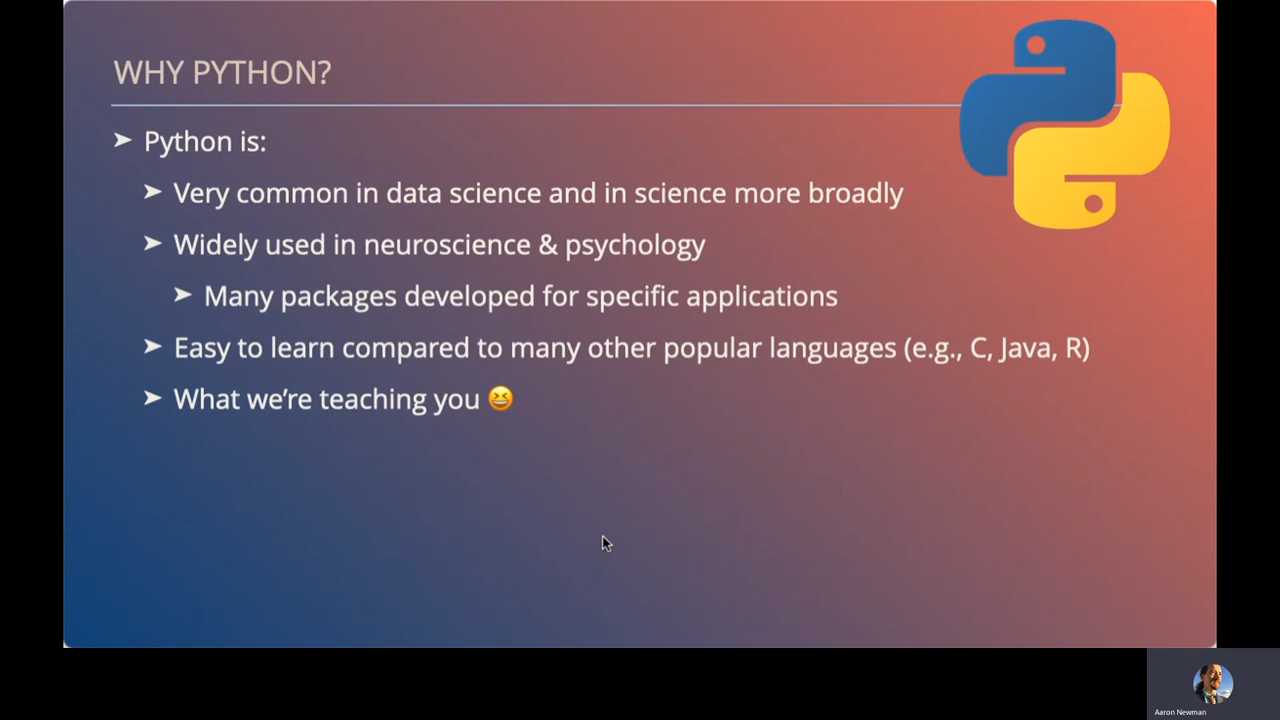 WHY PYTHON?
➤ Python is:
➤ Very common in data science and in science more broadly
➤ Widely used in neuroscience & psychology
➤ Many packages developed for specific applications
➤ Easy to learn compared to many other popular languages (e.g., C, Java, R)
➤ What we’re teaching you 😆
Aaron Newman